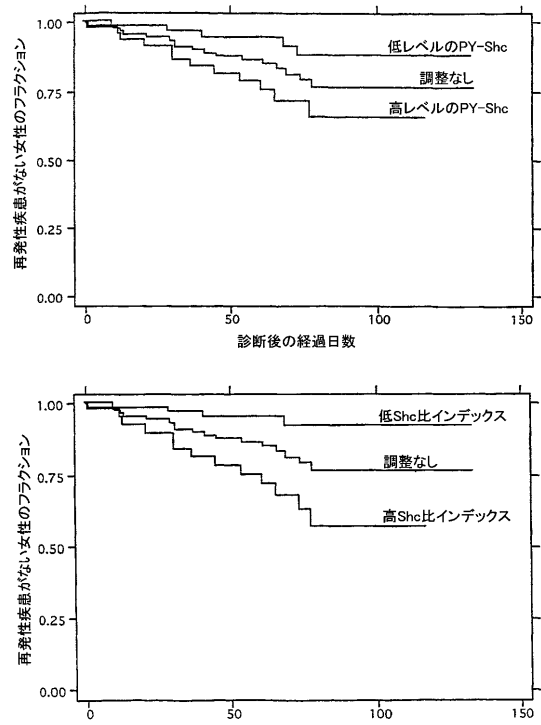 再発性疾患がない女性のフラクション
1.00
0.75
0.50
0.25
0.00
低レベルのPY-Shc
調整なし
高レベルのPY-Shc
0
50
100
150
診断後の経過日数
再発性疾患がない女性のフラクション
1.00
0.75
0.50
0.25
0.00
低Shc比インデックス
調整なし
高Shc比インデックス
0
50
100
150